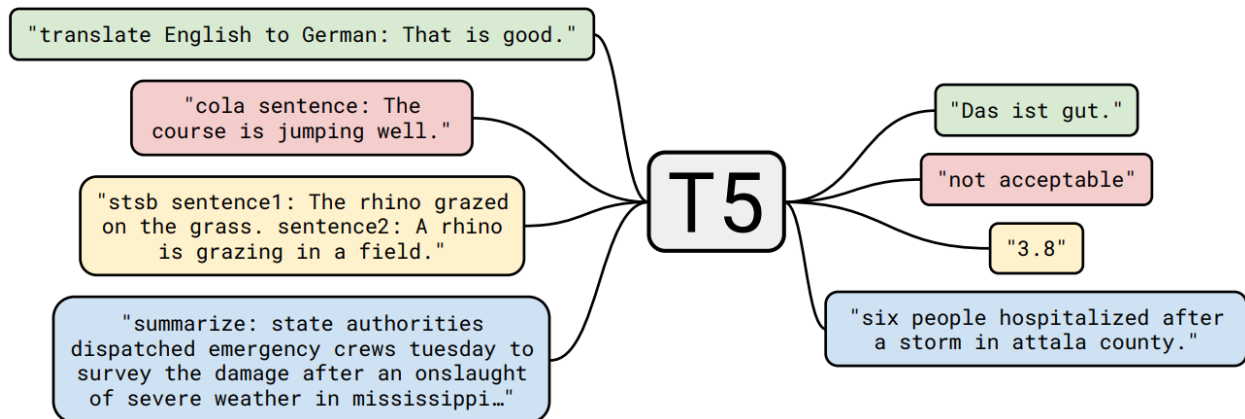 "translate English to German: That is good."
"cola sentence: The
course is jumping well."
"stsb sentence1: The rhino grazed
on the grass. sentence2: A rhino
is grazing in a field."
"summarize: state authorities
dispatched emergency crews tuesday to
survey the damage after an onslaught
of severe weather in mississippi…"
T5
"Das ist gut."
"not acceptable"
"3.8"
"six people hospitalized after
a storm in attala county."